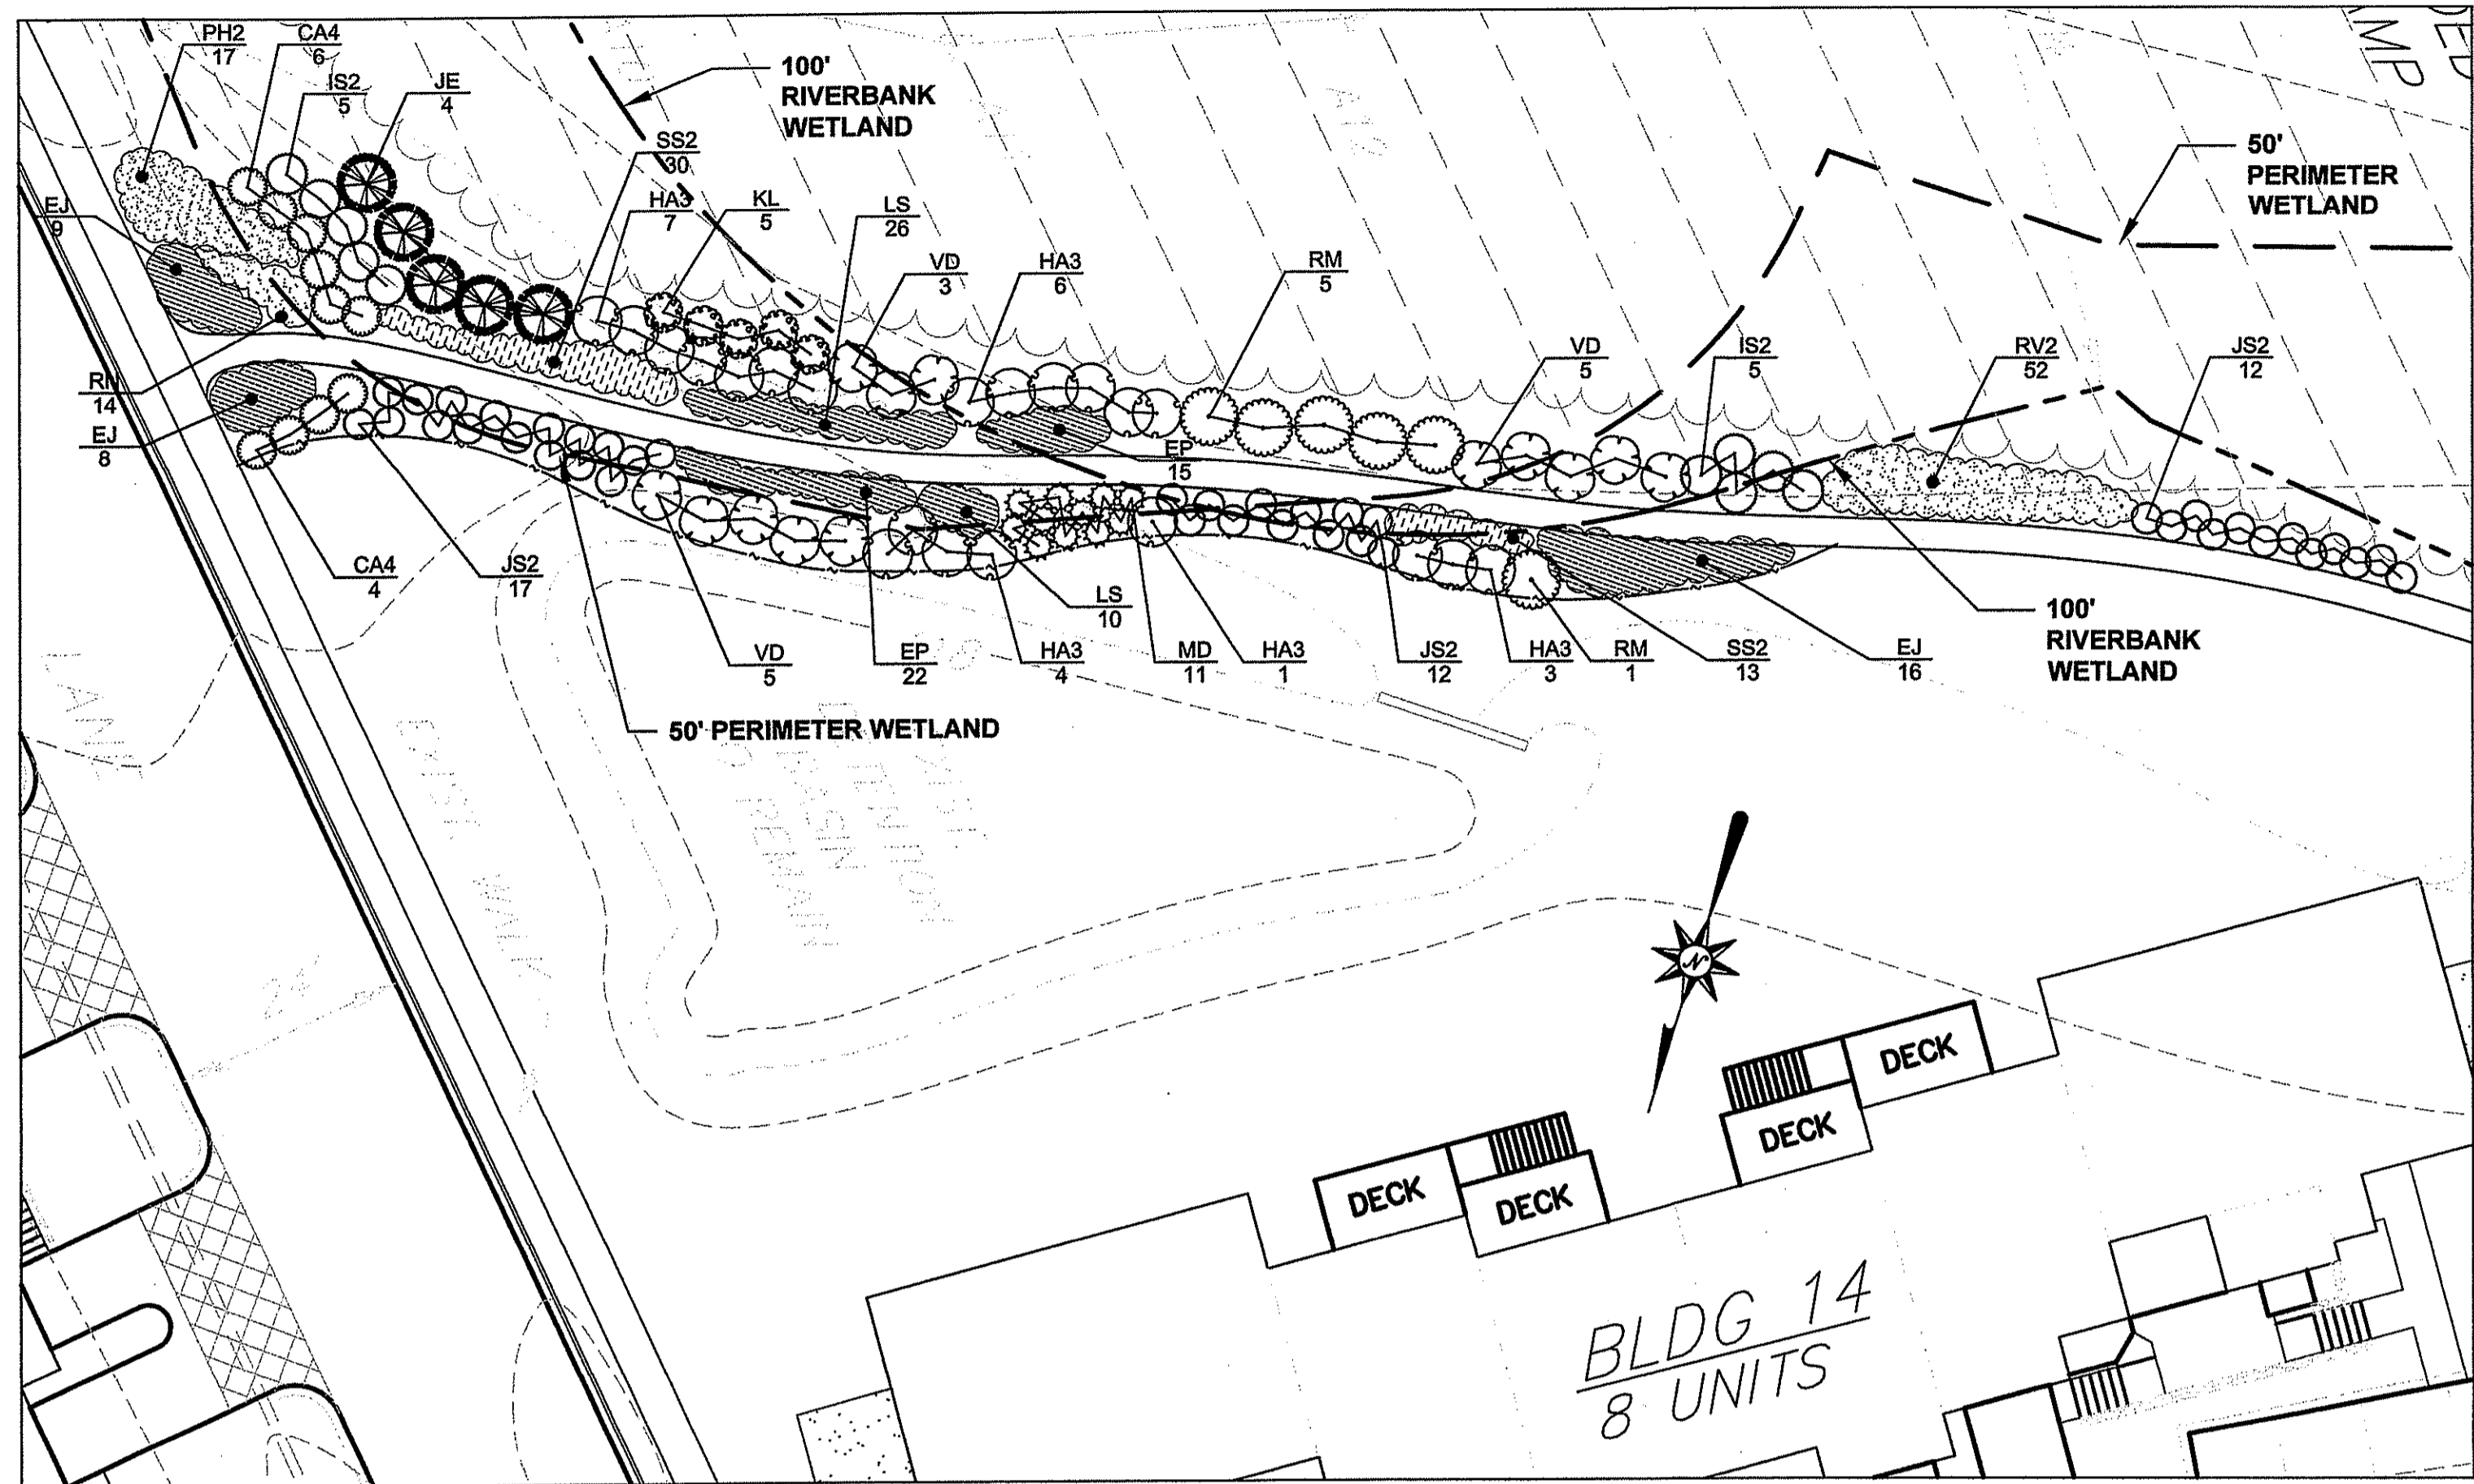 PH2
17
CA4
6
IS2
5
JE
4
100'
RIVERBANK
WETLAND
SS2
30
HA3
7
KL
5
LS
26
VD
3
HA3
6
RM
5
50'
PERIMETER
WETLAND
EJ
9
VD
5
IS2
5
RV2
52
JS2
12
14
EJ
8
EP
15
CA4
4
JS2
17
LS
10
VD
5
EP
22
HA3
4
MD
11
HA3
1
JS2
12
HA3
3
RM
1
SS2
13
EJ
16
100'
RIVERBANK
WETLAND
50' PERIMETER WETLAND
LANE
EXIST. WALK
BASIN
N
DECK
DECK
DECK
DECK
BLDG 14
8 UNITS